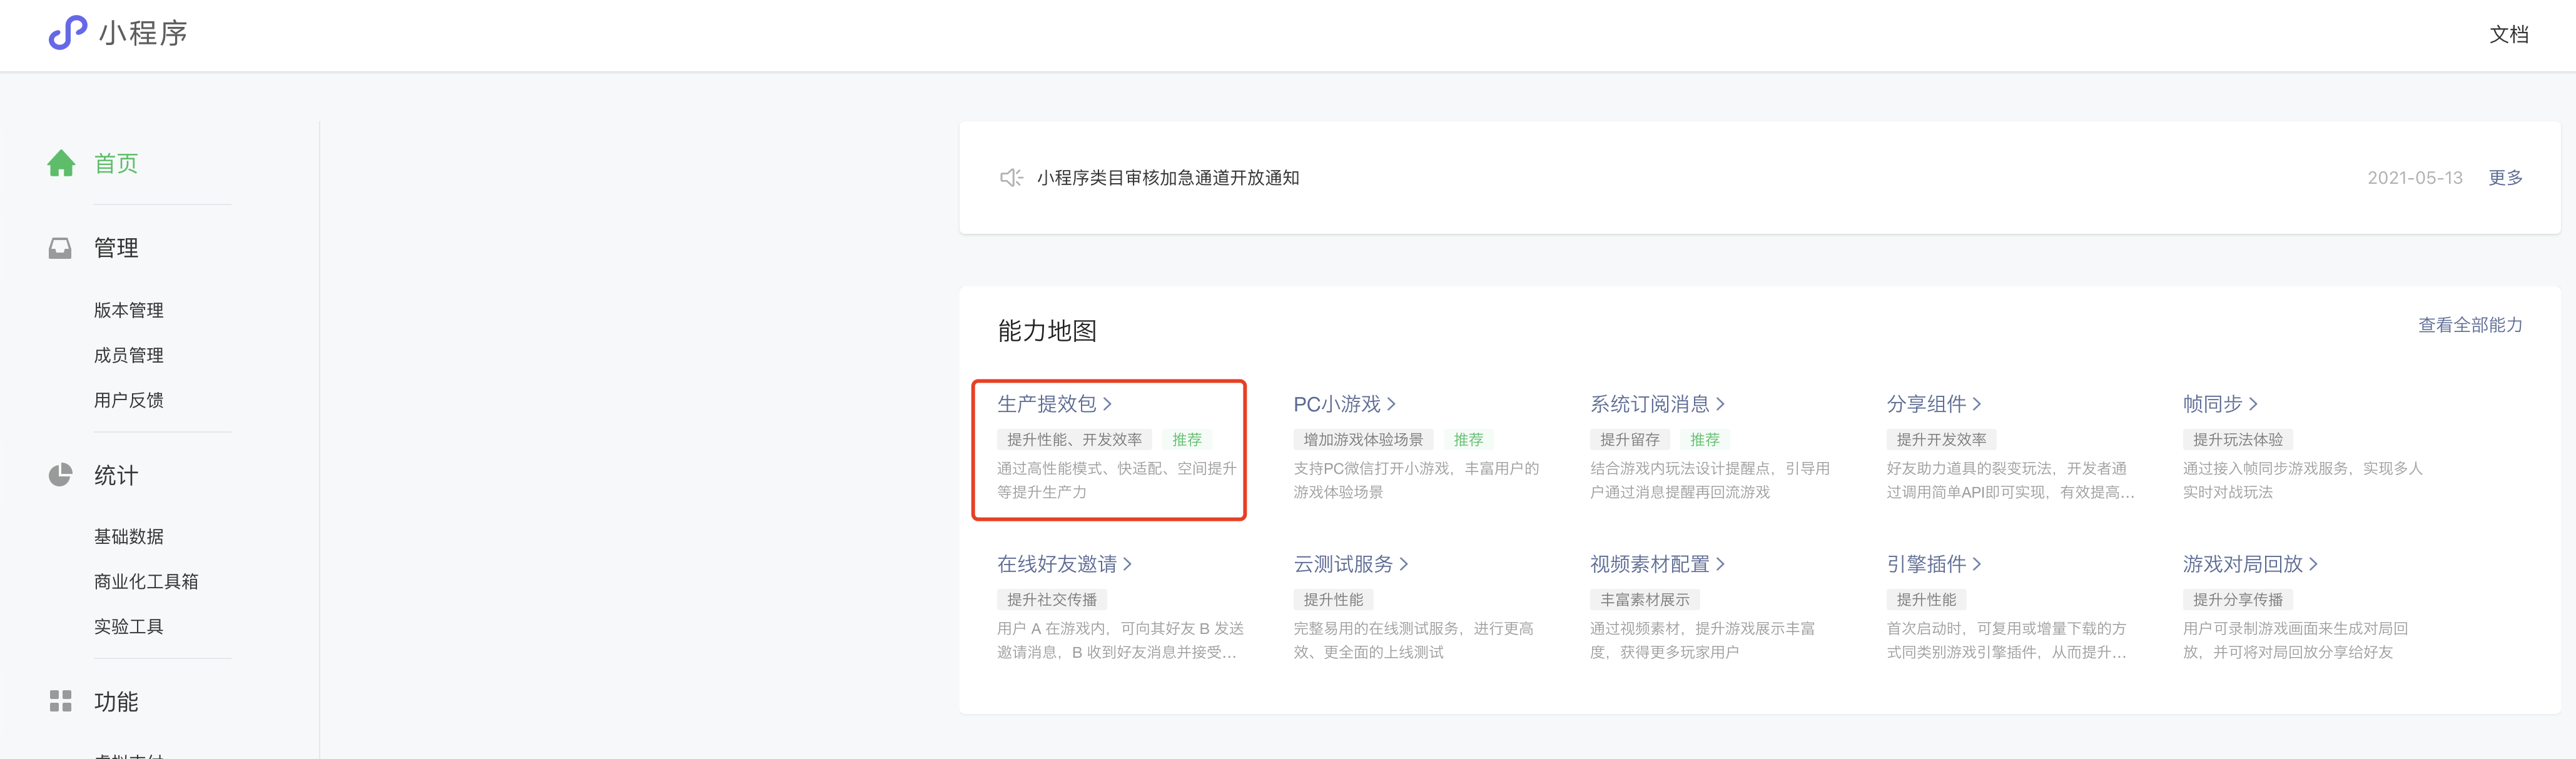 小程序
文档
首页
管理
版本管理
成员管理
用户反馈
统计
基础数据
商业化工具箱
实验工具
功能
小程序类目审核加急通道开放通知
2021-05-13 更多
能力地图
查看全部能力
生产提效包
提升性能、开发效率 推荐
通过高性能模式、快适配、空间提升
等提升生产力
PC小游戏
增加游戏体验场景 推荐
支持PC微信打开小游戏，丰富用户的
游戏体验场景
系统订阅消息
提升留存 推荐
结合游戏内玩法设计提醒点，引导用
户通过消息提醒再回流游戏
分享组件
提升开发效率
好友助力道具的裂变玩法，开发者通
过调用简单API即可实现，有效提高...
帧同步
提升玩法体验
通过接入帧同步游戏服务，实现多人
实时对战玩法
在线好友邀请
提升社交传播
用户 A 在游戏内，可向其好友 B 发送
邀请消息，B 收到好友消息并接受...
云测试服务
提升性能
完整易用的在线测试服务，进行更高
效、更全面的上线测试
视频素材配置
丰富素材展示
通过视频素材，提升游戏展示丰富
度，获得更多玩家用户
引擎插件
提升性能
首次启动时，可复用或增量下载的方
式同类别游戏引擎插件，从而提升...
游戏对局回放
提升分享传播
用户可录制游戏画面来生成对局回
放，并可将对局回放分享给好友